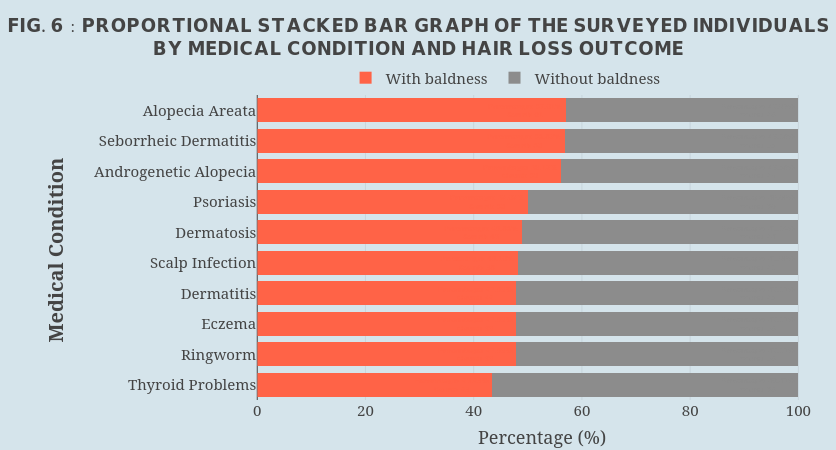 FIG. 6 : PROPORTIONAL STACKED BAR GRAPH OF THE SURVEYED INDIVIDUALS
BY MEDICAL CONDITION AND HAIR LOSS OUTCOME
With baldness Without baldness
Medical Condition
Alopecia Areata
Seborrheic Dermatitis
Androgenetic Alopecia
Psoriasis
Dermatosis
Scalp Infection
Dermatitis
Eczema
Ringworm
Thyroid Problems
0 20 40 60 80 100
Percentage (%)